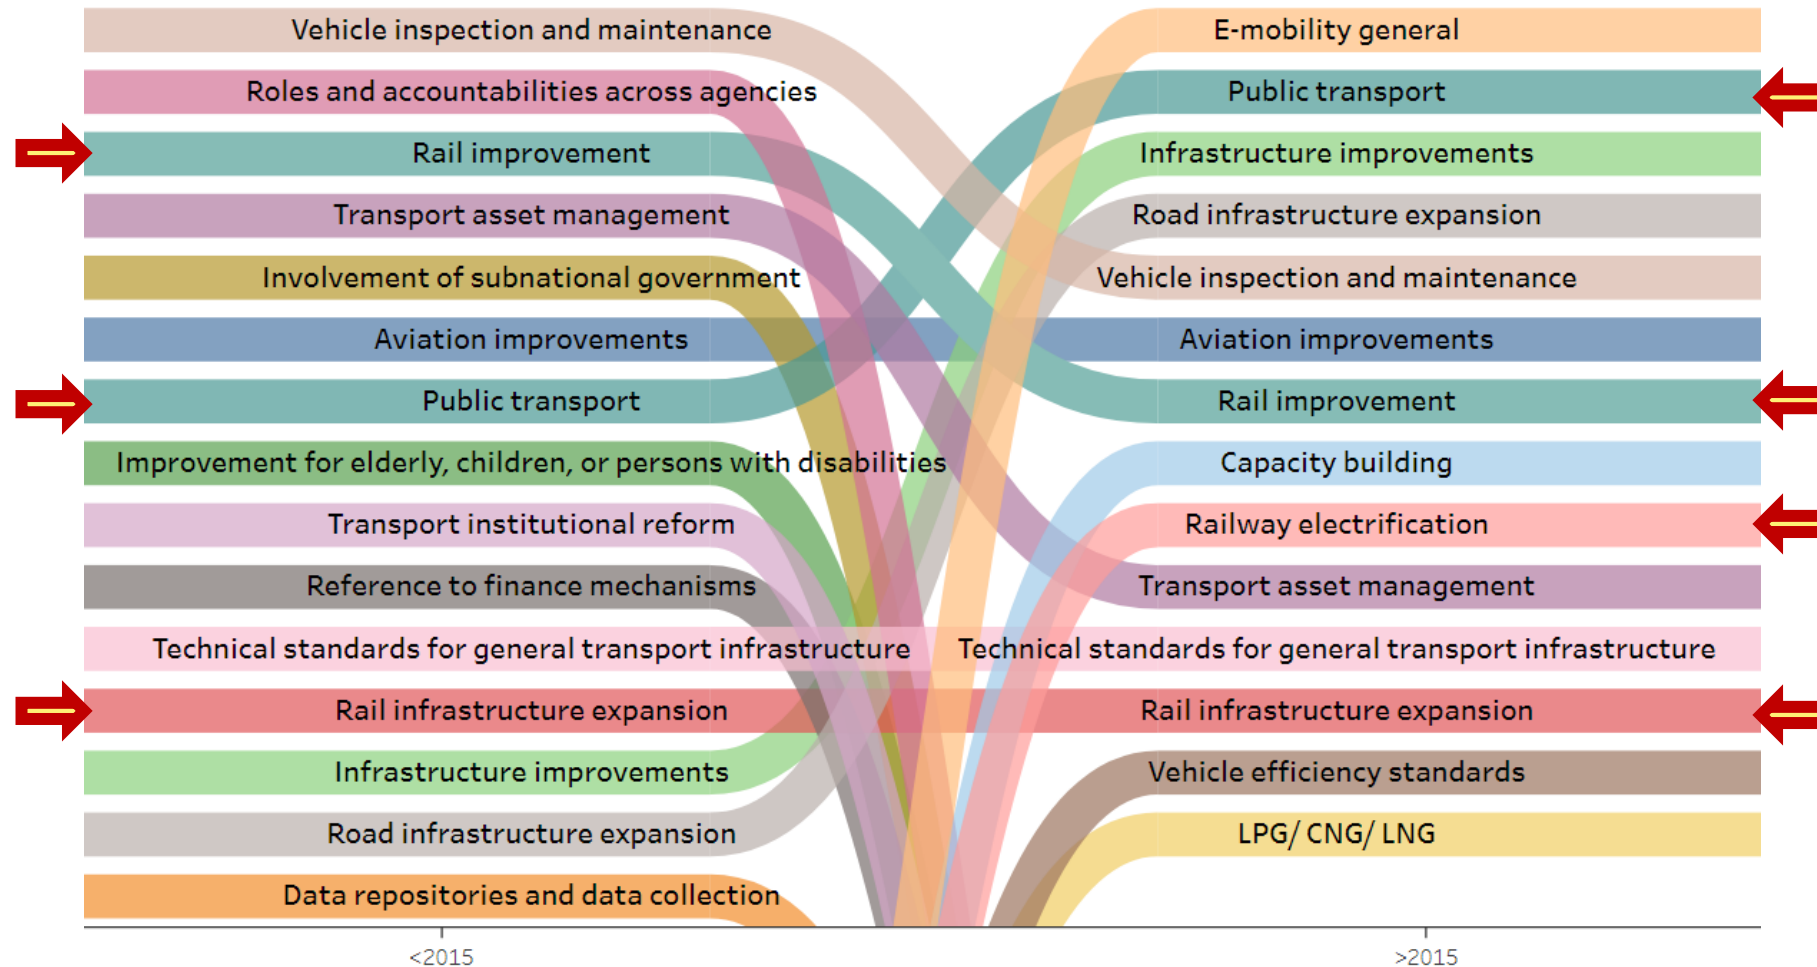 Vehicle inspection and maintenance
Roles and accountabilities across agencies
Rail improvement
Transport asset management
Involvement of subnational government
Aviation improvements
Public transport
Improvement for elderly, children, or persons with disabilities
Transport institutional reform
Reference to finance mechanisms
Technical standards for general transport infrastructure
Rail infrastructure expansion
Infrastructure improvements
Road infrastructure expansion
Data repositories and data collection
<2015
E-mobility general
Public transport
Infrastructure improvements
Road infrastructure expansion
Vehicle inspection and maintenance
Aviation improvements
Rail improvement
Capacity building
Railway electrification
Transport asset management
Technical standards for general transport infrastructure
Rail infrastructure expansion
Vehicle efficiency standards
LPG/ CNG/ LNG
>2015